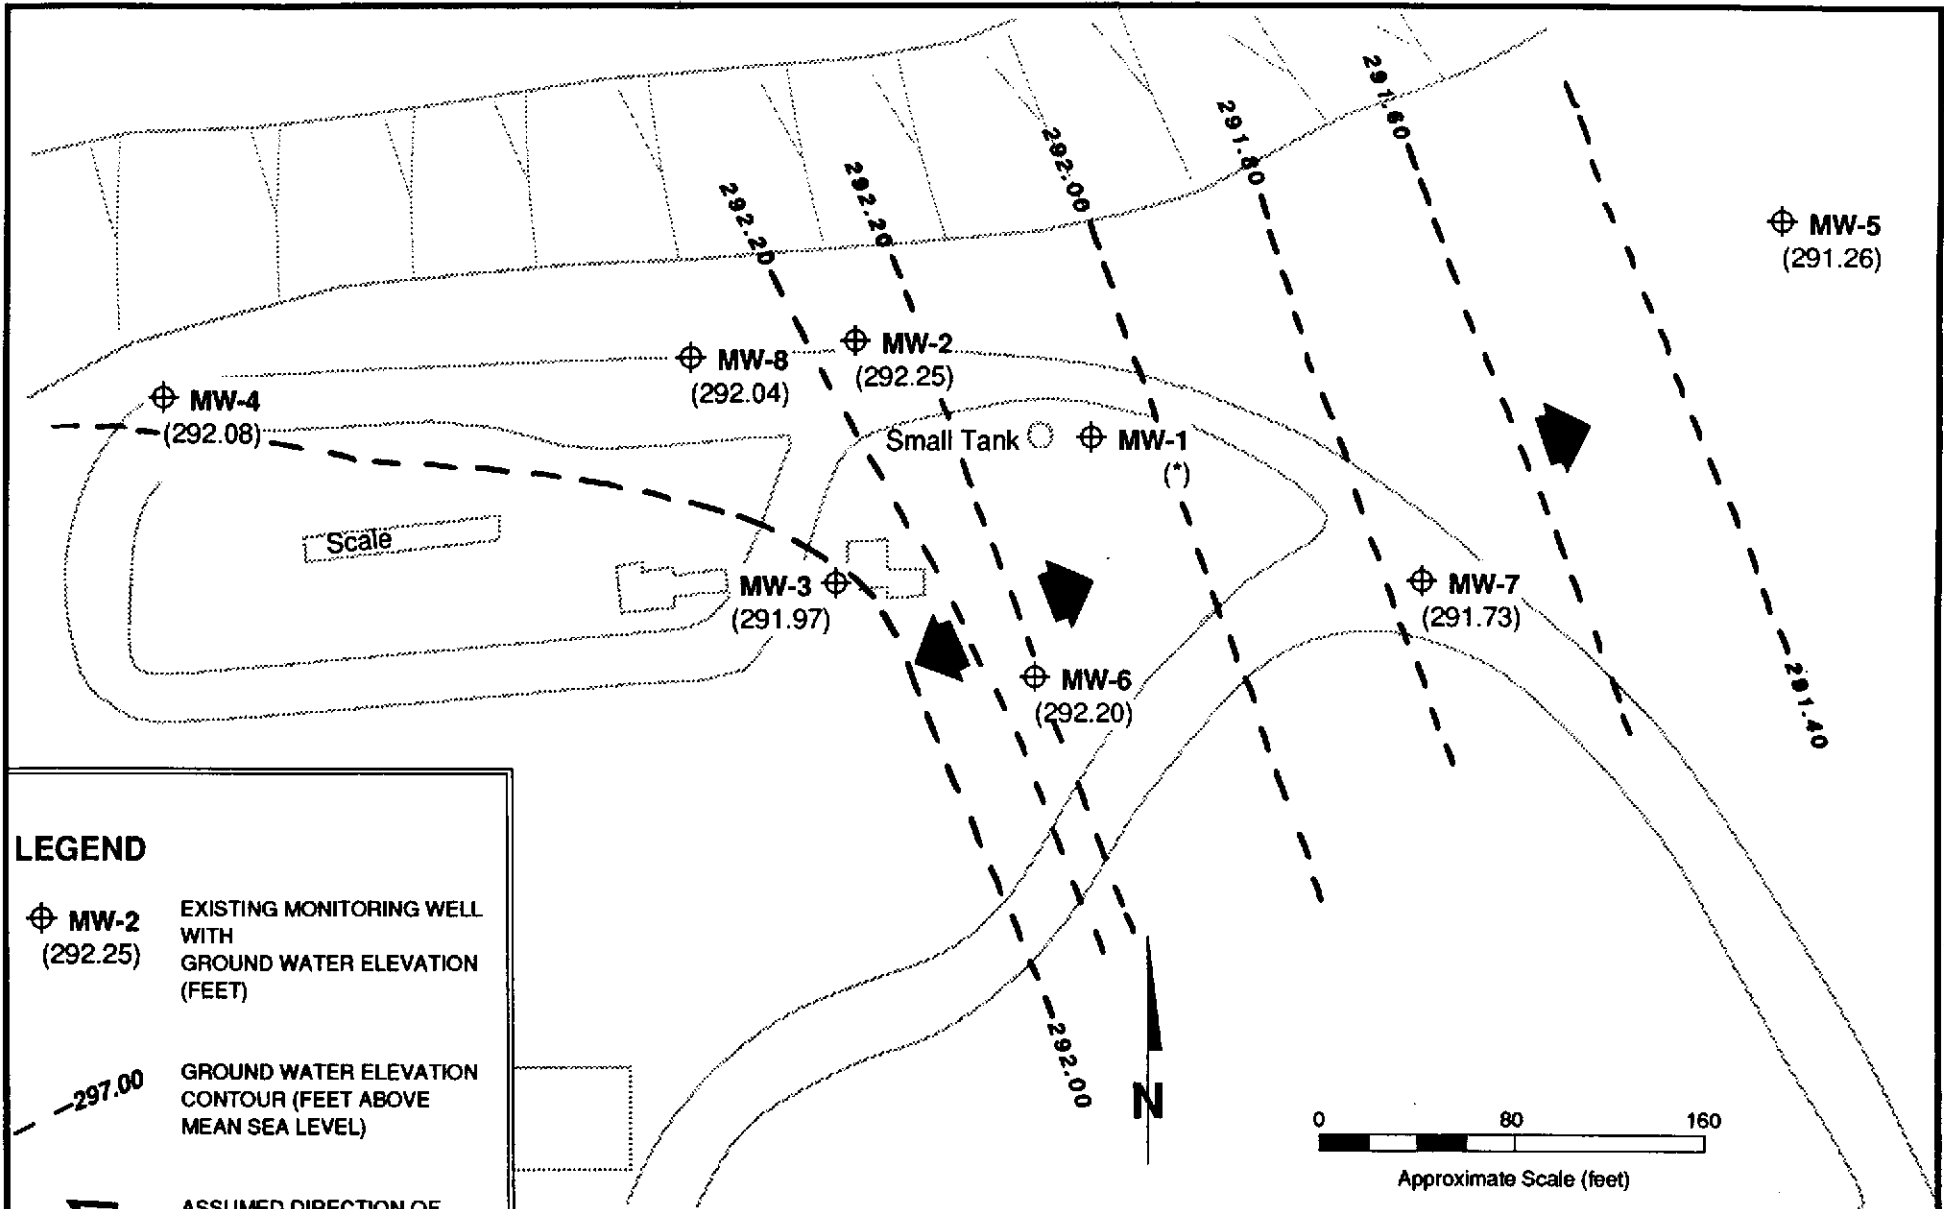 291.60
291.80
292.00
292.20
292.20
MW-5
(291.26)
MW-2
(292.25)
MW-8
(292.04)
MW-4
(292.08)
Small Tank
MW-1
(*)
Scale
MW-3
(291.97)
MW-7
(291.73)
MW-6
(292.20)
291.40
LEGEND
MW-2
(292.25)
EXISTING MONITORING WELL
WITH
GROUND WATER ELEVATION
(FEET)
292.00
N
297.00
GROUND WATER ELEVATION
CONTOUR (FEET ABOVE
MEAN SEA LEVEL)
0 80 160
Approximate Scale (feet)
ASSUMED DIRECTION OF